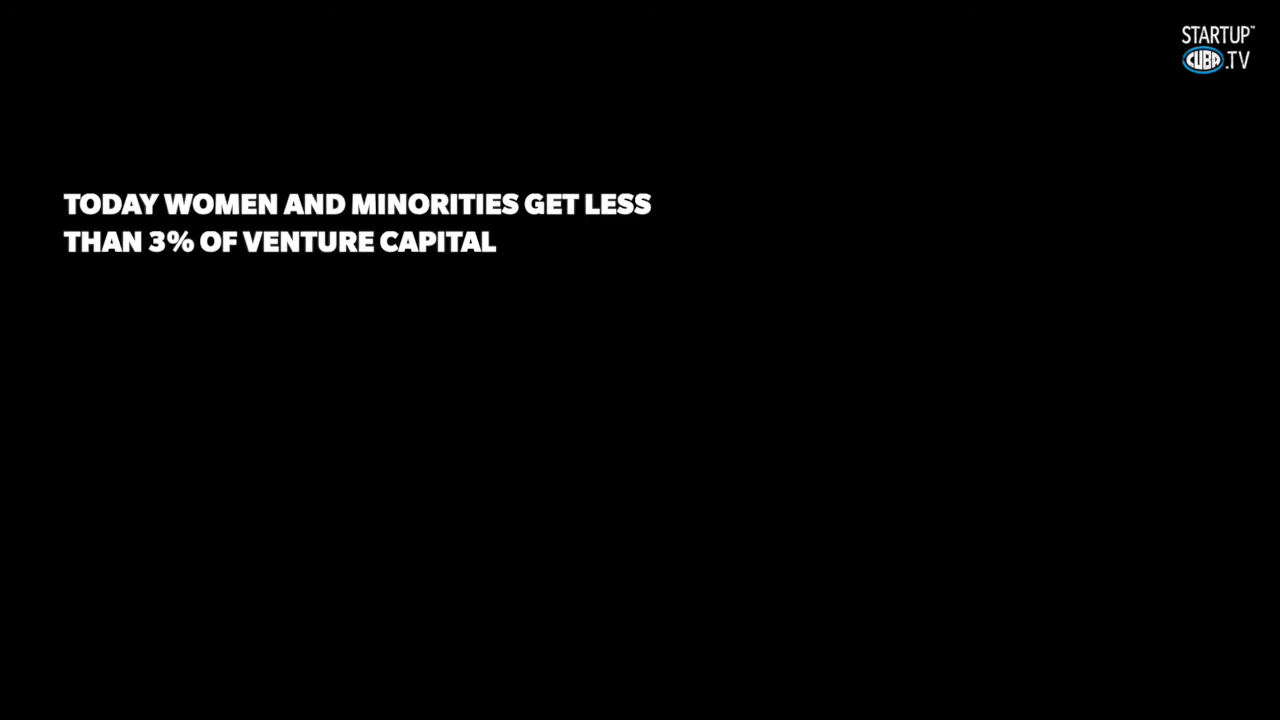 STARTUP™
CUBA.TV
TODAY WOMEN AND MINORITIES GET LESS
THAN 3% OF VENTURE CAPITAL